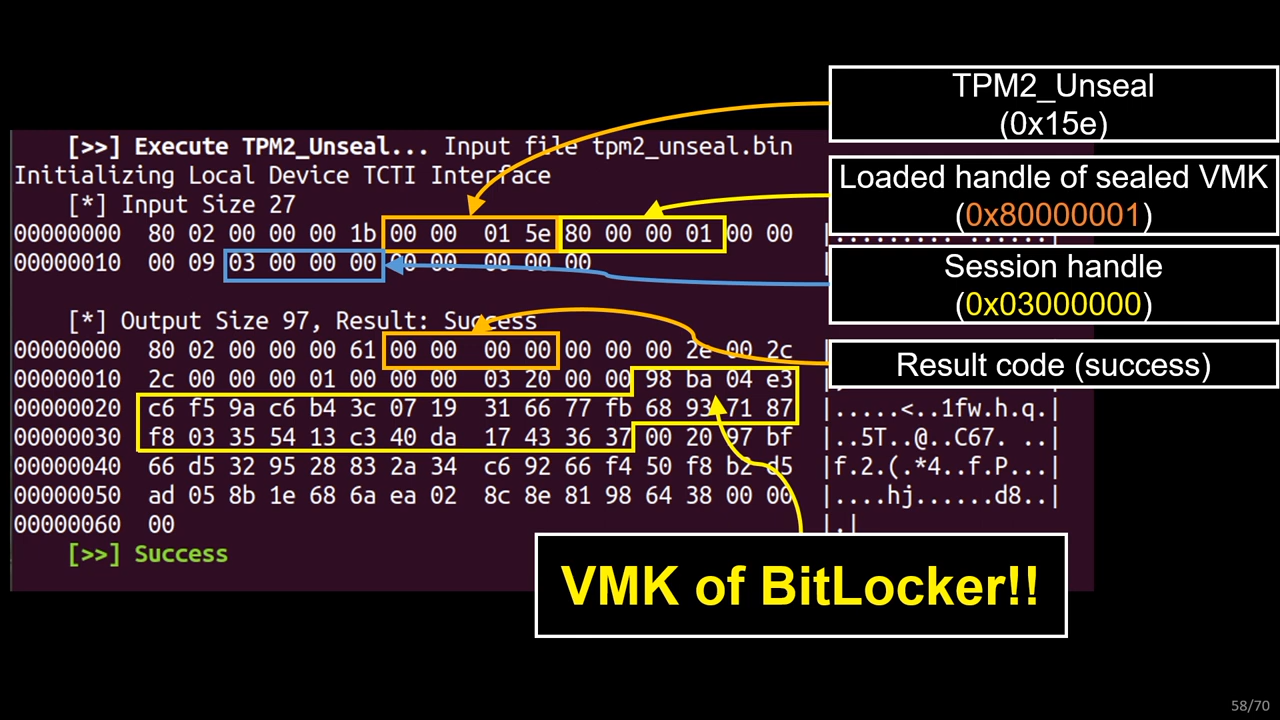 TPM2_Unseal
(0x15e)
Loaded handle of sealed VMK
(0x80000001)
Session handle
(0x03000000)
Result code (success)
[>>] Execute TPM2_Unseal... Input file tpm2_unseal.bin
Initializing Local Device TCTI Interface
[*] Input Size 27
00000000 80 02 00 00 00 1b 00 00 01 5e 80 00 00 01 00 00
00000010 00 09 03 00 00 00 00 00 00 00 00
[*] Output Size 97, Result: Success
00000000 80 02 00 00 00 61 00 00 00 00 00 00 00 2e 00 2c
00000010 2c 00 00 00 01 00 00 00 03 20 00 00 98 ba 04 e3
00000020 c6 f5 9a c6 b4 3c 07 19 31 66 77 fb 68 93 71 87 |.....<..1fw.h.q.|
00000030 f8 03 35 54 13 c3 40 da 17 43 36 37 00 20 97 bf |..5T..@..C67. ..|
00000040 66 d5 32 95 28 83 2a 34 c6 92 66 f4 50 f8 b2 d5 |f.2.(.*4..f.P...|
00000050 ad 05 8b 1e 68 6a ea 02 8c 8e 81 98 64 38 00 00 |....hj......d8..|
00000060 00 |.|
[>>] Success
VMK of BitLocker!!
58/70